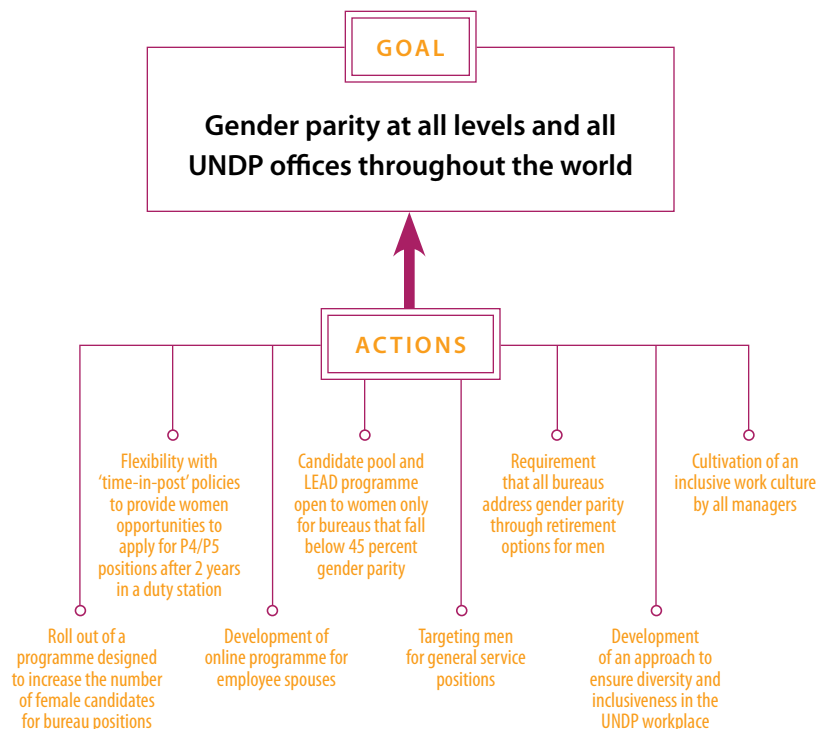 GOAL
Gender parity at all levels and all
UNDP offices throughout the world
ACTIONS
Flexibility with
‘time-in-post’ policies
to provide women
opportunities to
apply for P4/P5
positions after 2 years
in a duty station
Candidate pool and
LEAD programme
open to women only
for bureaus that fall
below 45 percent
gender parity
Requirement
that all bureaus
address gender parity
through retirement
options for men
Cultivation of an
inclusive work culture
by all managers
Roll out of a
programme designed
to increase the number
of female candidates
for bureau positions
Development of
online programme for
employee spouses
Targeting men
for general service
positions
Development
of an approach to
ensure diversity and
inclusiveness in the
UNDP workplace